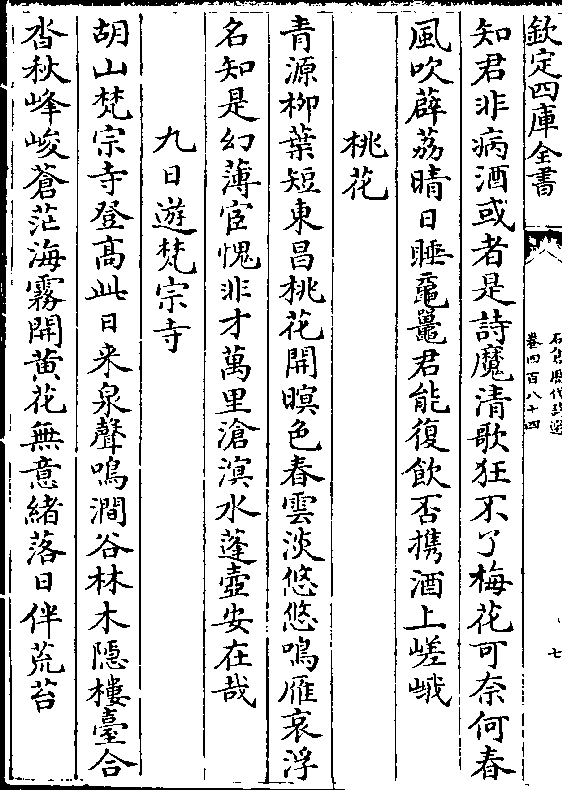 欽定四庫全書
石倉歷代詩選
卷四百八十四
七
知君非病酒或者是詩魔清歌狂不了梅花可奈何春
風吹薜荔晴日睡黿鼉君能復飲否携酒上嵯峨
桃花
青源柳葉短東昌桃花開暝色春雲淡悠悠鳴雁哀浮
名知是幻薄宦愧非才萬里滄溟水蓬壺安在哉
九日遊梵宗寺
胡山梵宗寺登髙此日来泉聲鳴澗谷林木隠樓臺合
沓秋峰峻蒼茫海霧開黄花無意緒落日伴荒苔